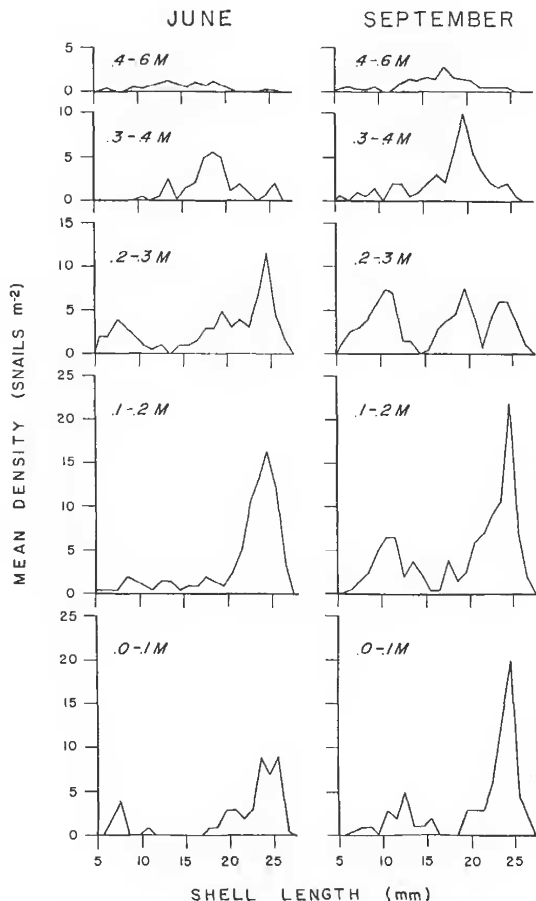 JUNE SEPTEMBER
5 .4-.6 M .4-.6 M
0
10 .3-.4 M .3-.4 M
5
0
15 .2-.3 M .2-.3 M
10
5
0
25 .1-.2 M .1-.2 M
20
15
10
5
0
20 .0-.1 M .0-.1 M
15
10
5
0
5 10 15 20 25 5 10 15 20 25
MEAN DENSITY (SNAILS m-2)
SHELL LENGTH (mm)